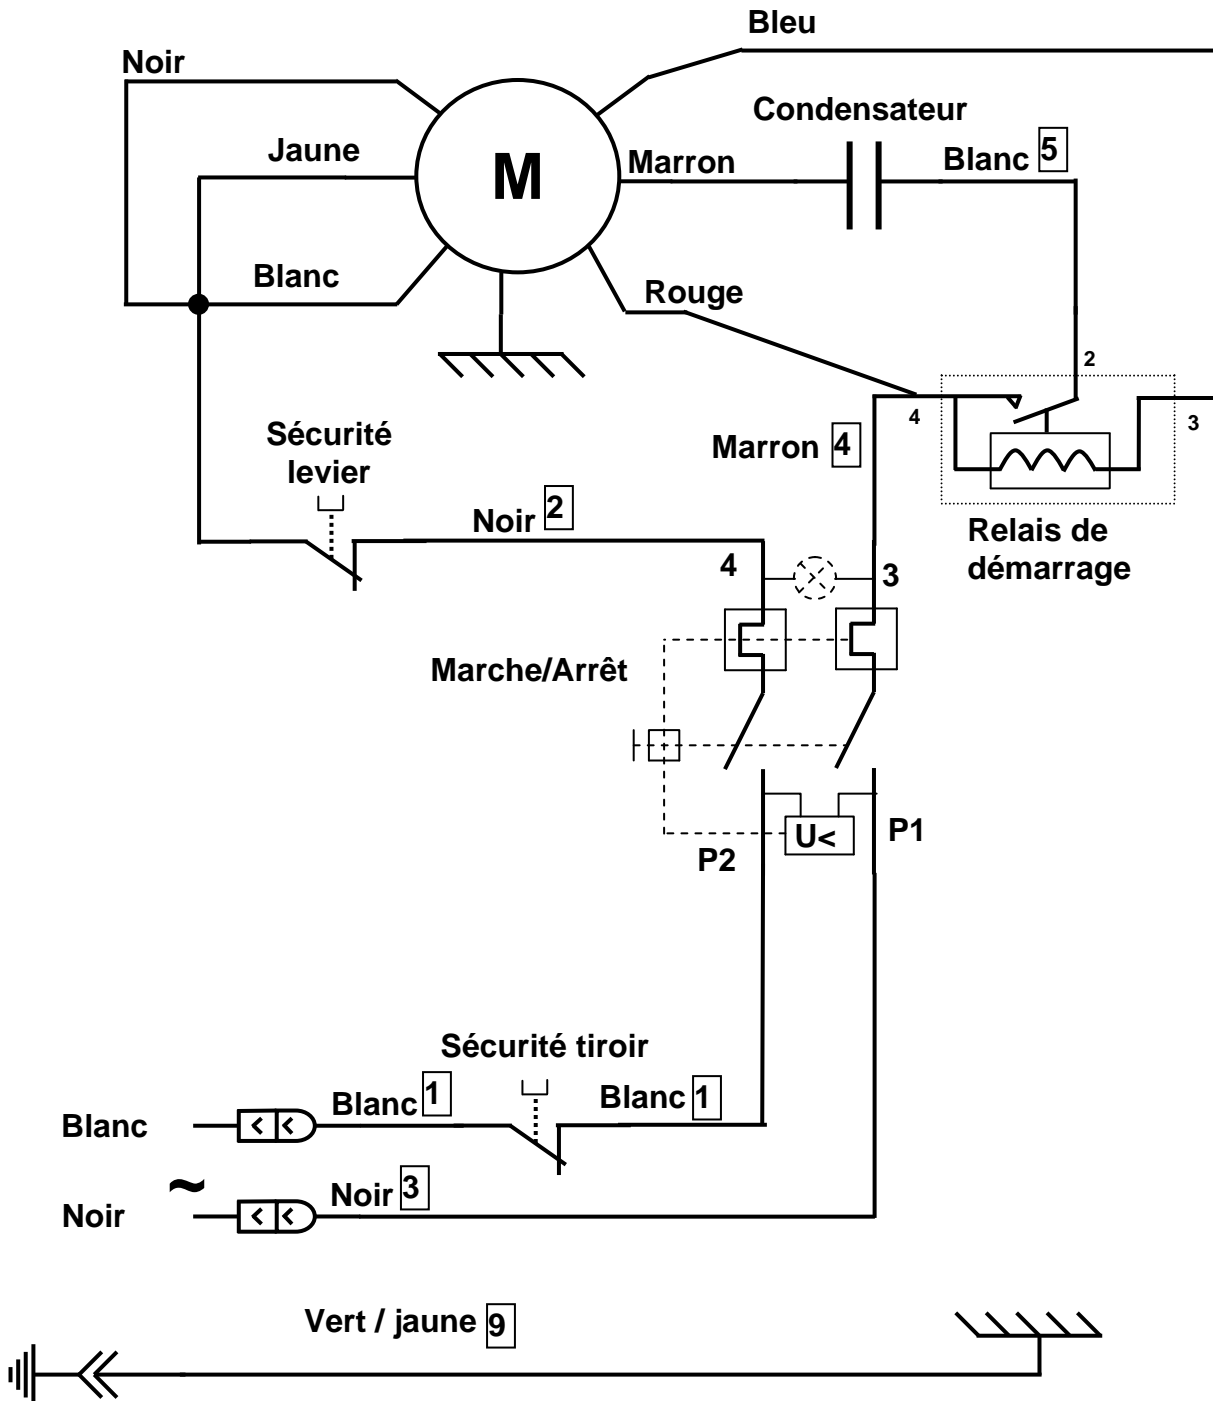 Bleu
Noir
Condensateur
Jaune
M
Marron
Blanc 5
Blanc
Rouge
2
4
3
Sécurité
levier
Marron 4
Noir 2
Relais de
démarrage
4
3
Marche/Arrêt
U<
P1
P2
Sécurité tiroir
Blanc
Blanc 1
Blanc 1
~
Noir
Noir 3
Vert / jaune 9